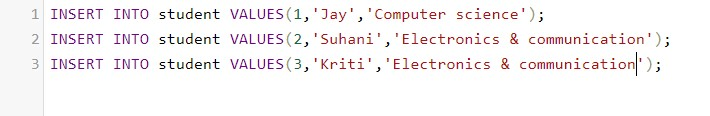 1 INSERT INTO student VALUES(1,'Jay','Computer science');
2 INSERT INTO student VALUES(2,'Suhani','Electronics & communication');
3 INSERT INTO student VALUES(3,'Kriti','Electronics & communication');